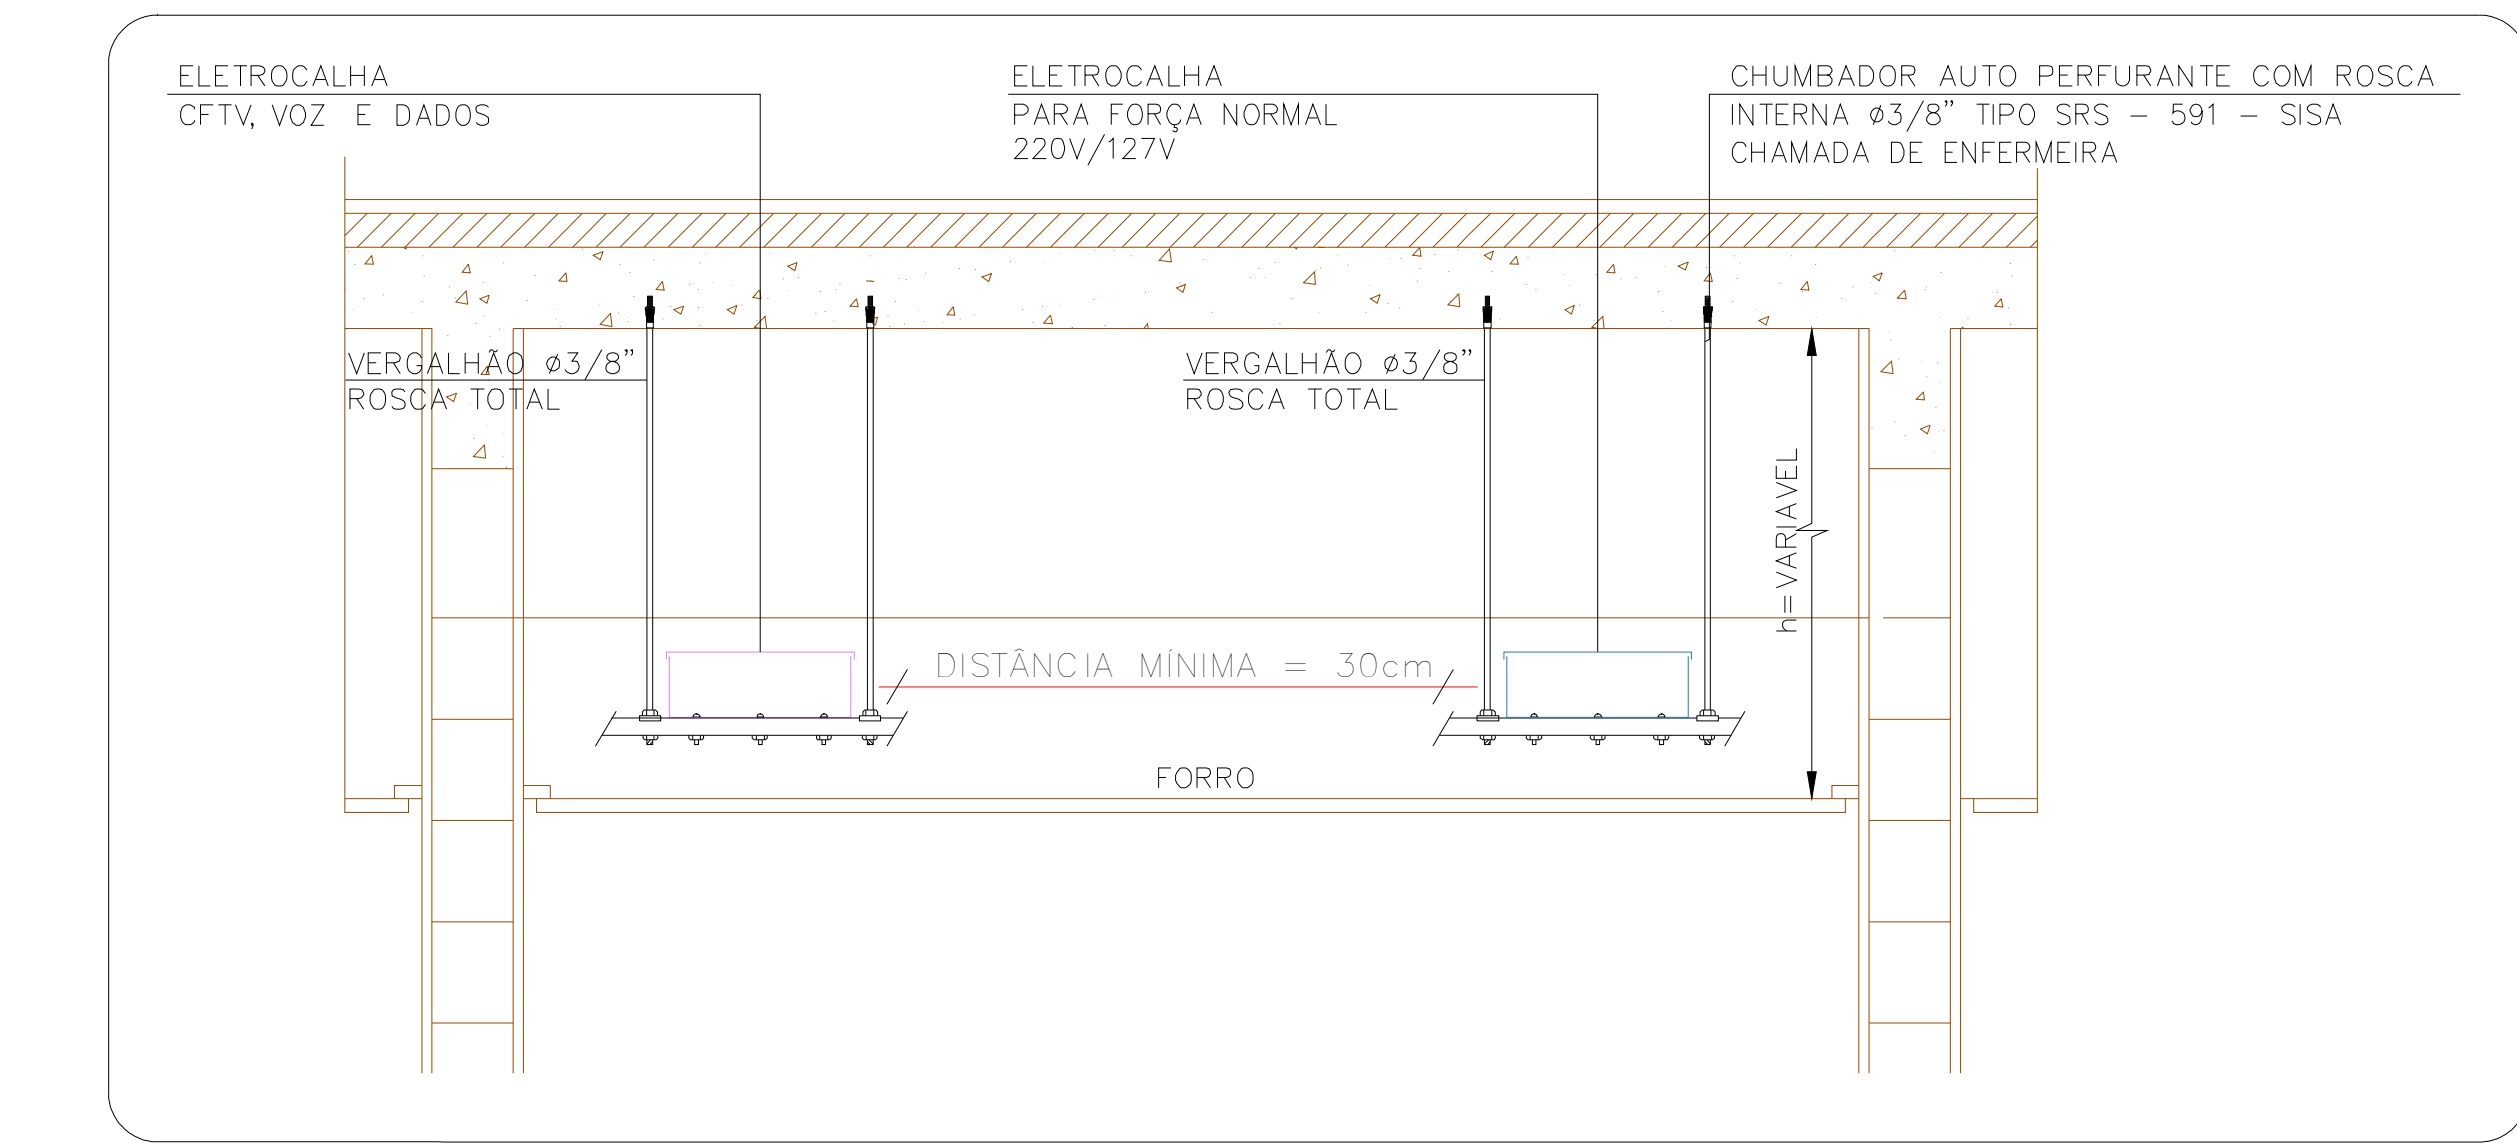 ELETROCALHA
CFTV, VOZ E DADOS
ELETROCALHA
PARA FORÇA NORMAL
220V/127V
CHUMBADOR AUTO PERFURANTE COM ROSCA
INTERNA ø3/8" TIPO SRS - 591 - SISA
CHAMADA DE ENFERMEIRA
VERGALHÃO ø3/8"
ROSCA TOTAL
VERGALHÃO ø3/8"
ROSCA TOTAL
h=VARIAVEL
DISTÂNCIA MÍNIMA = 30cm
FORRO